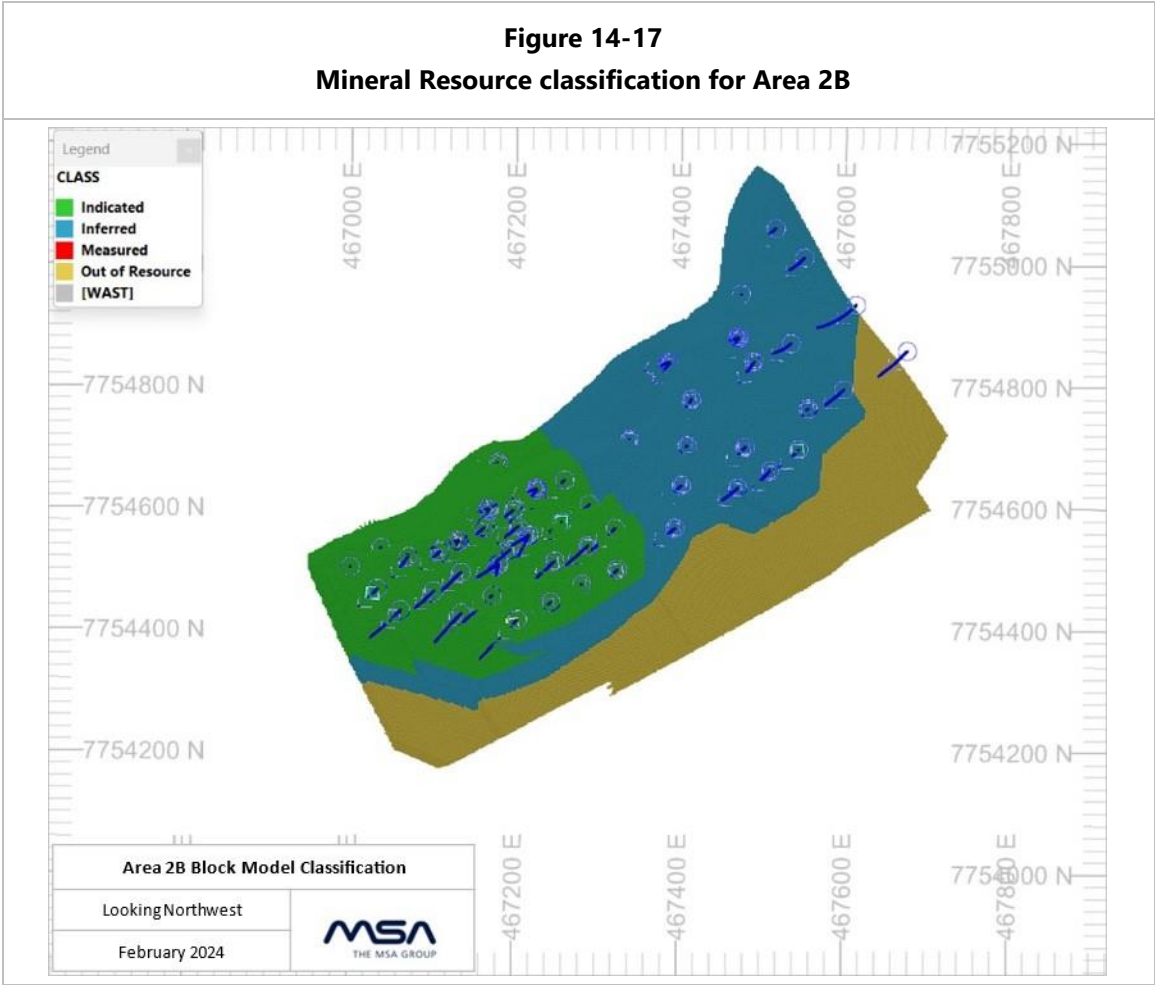 Figure 14-17
Mineral Resource classification for Area 2B
Legend
CLASS
Indicated
Inferred
Measured
Out of Resource
[WAST]
467000 E
467200 E
467400 E
467600 E
467800 E
7755200 N
7755000 N
7754800 N
7754800 N
7754600 N
7754600 N
7754400 N
7754400 N
7754200 N
7754200 N
7754000 N
467200 E
467400 E
467600 E
467800 E
Area 2B Block Model Classification
Looking Northwest
February 2024
MSA
THE MSA GROUP